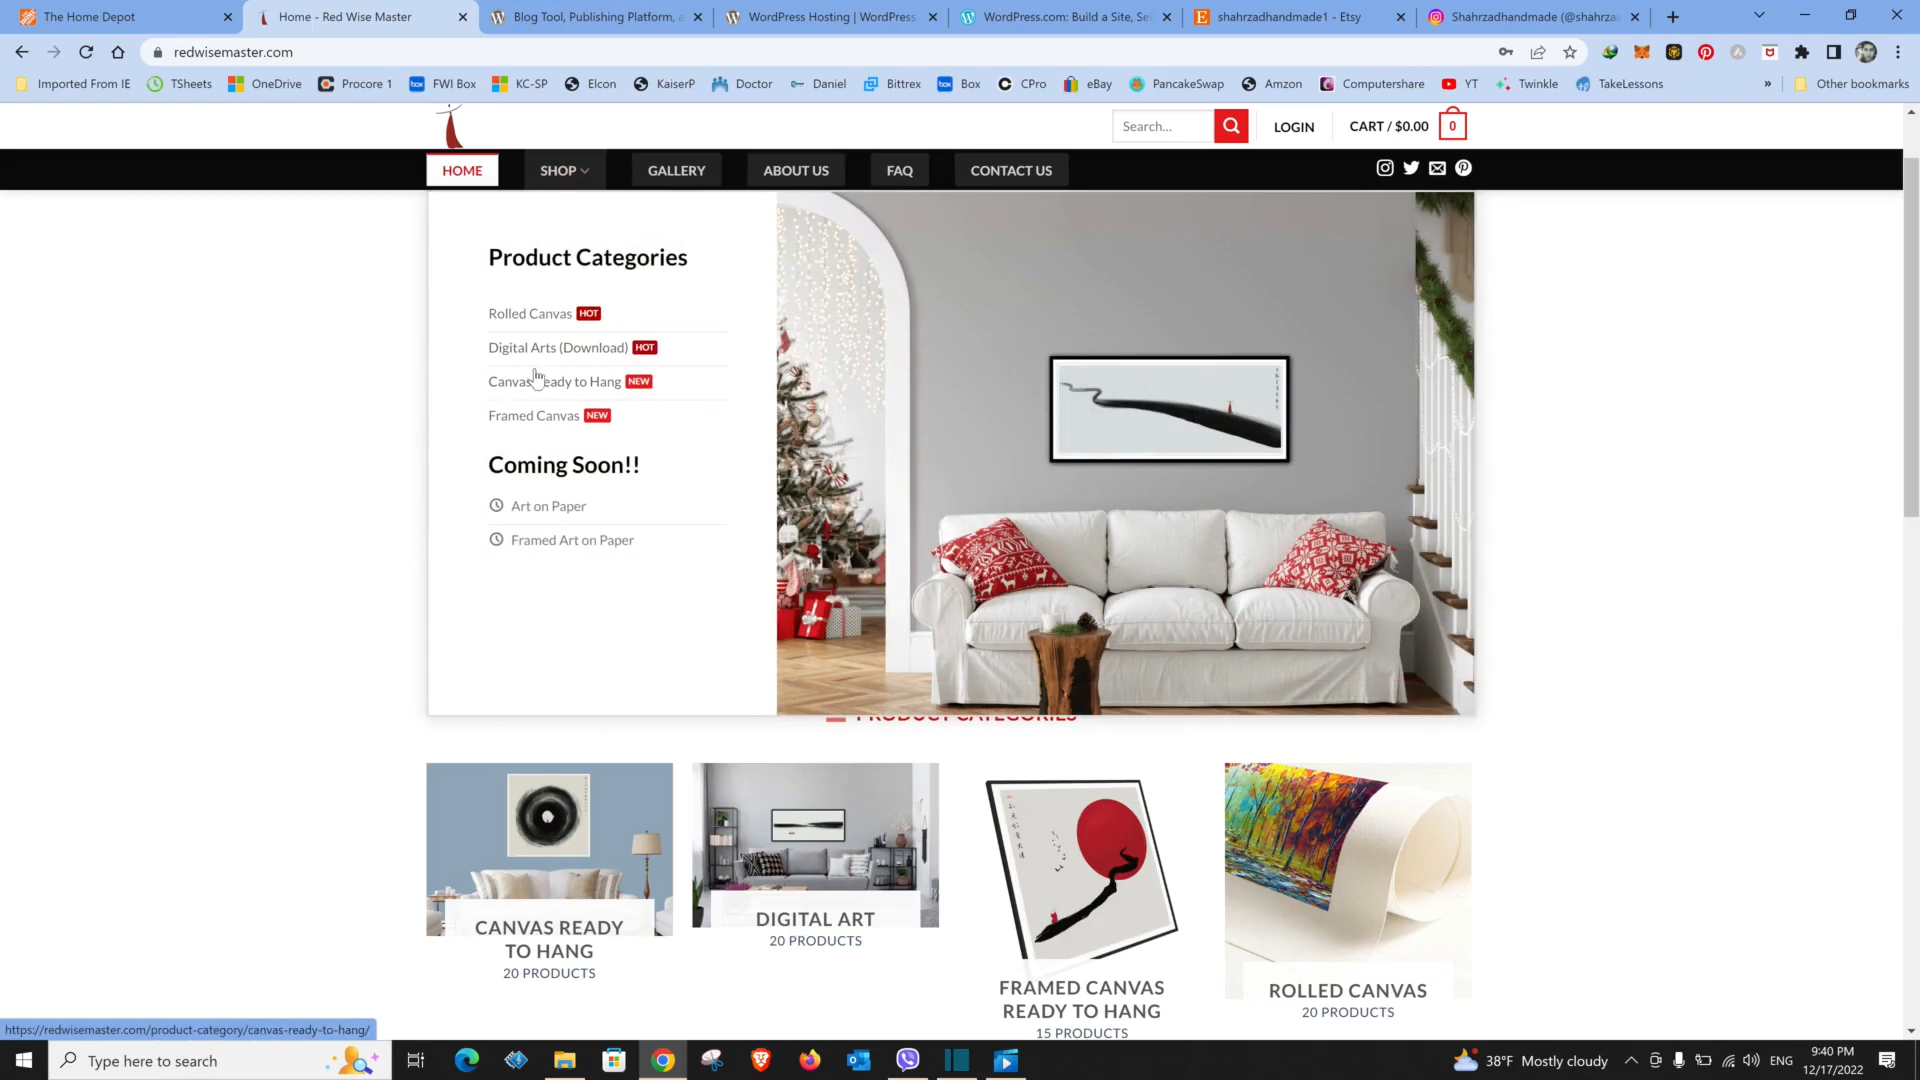 The Home Depot
Home - Red Wise Master
Blog Tool, Publishing Platform, a
WordPress Hosting | WordPress.
WordPress.com: Build a Site, Sel
shahrzadhandmade1 - Etsy
Shahrzadhandmade (@shahrza
redwisemaster.com
Imported From IE
TSheets
OneDrive
Procore 1
FWI Box
KC-SP
Elcon
KaiserP
Doctor
Daniel
Bittrex
Box
CPro
eBay
PancakeSwap
Amzon
Computershare
YT
Twinkle
TakeLessons
»
Other bookmarks
Search...
LOGIN
CART / $0.00
0
HOME
SHOP
GALLERY
ABOUT US
FAQ
CONTACT US
Product Categories
Rolled Canvas HOT
Digital Arts (Download) HOT
Canvas Ready to Hang NEW
Framed Canvas NEW
Coming Soon!!
Art on Paper
Framed Art on Paper
PRODUCT CATEGORIES
CANVAS READY
TO HANG
20 PRODUCTS
DIGITAL ART
20 PRODUCTS
FRAMED CANVAS
READY TO HANG
15 PRODUCTS
ROLLED CANVAS
20 PRODUCTS
https://redwisemaster.com/product-category/canvas-ready-to-hang/
Type here to search
38°F Mostly cloudy
ENG
9:40 PM
12/17/2022